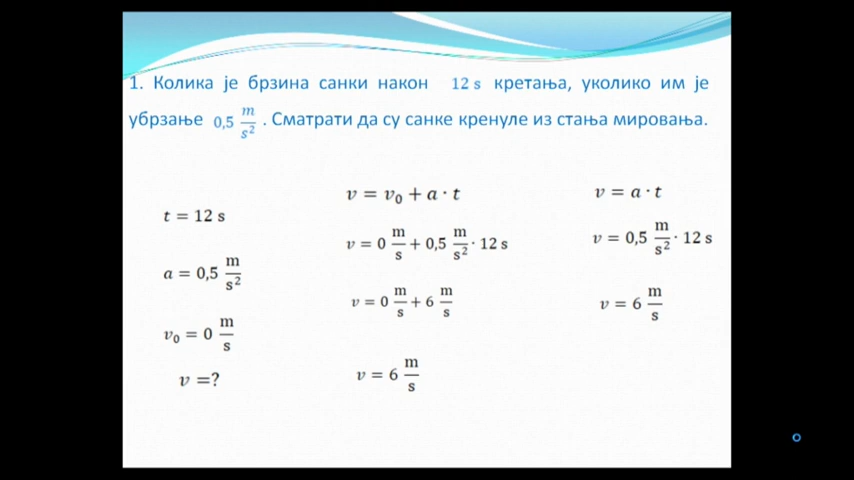 1. Колика је брзина санки након 12 s кретања, уколико им је
убрзање 0,5 m/s² . Сматрати да су санке кренуле из стања мировања.
t = 12 s
a = 0,5 m/s²
v₀ = 0 m/s
v =?
v = v₀ + a · t
v = 0 m/s + 0,5 m/s² · 12 s
v = 0 m/s + 6 m/s
v = 6 m/s
v = a · t
v = 0,5 m/s² · 12 s
v = 6 m/s